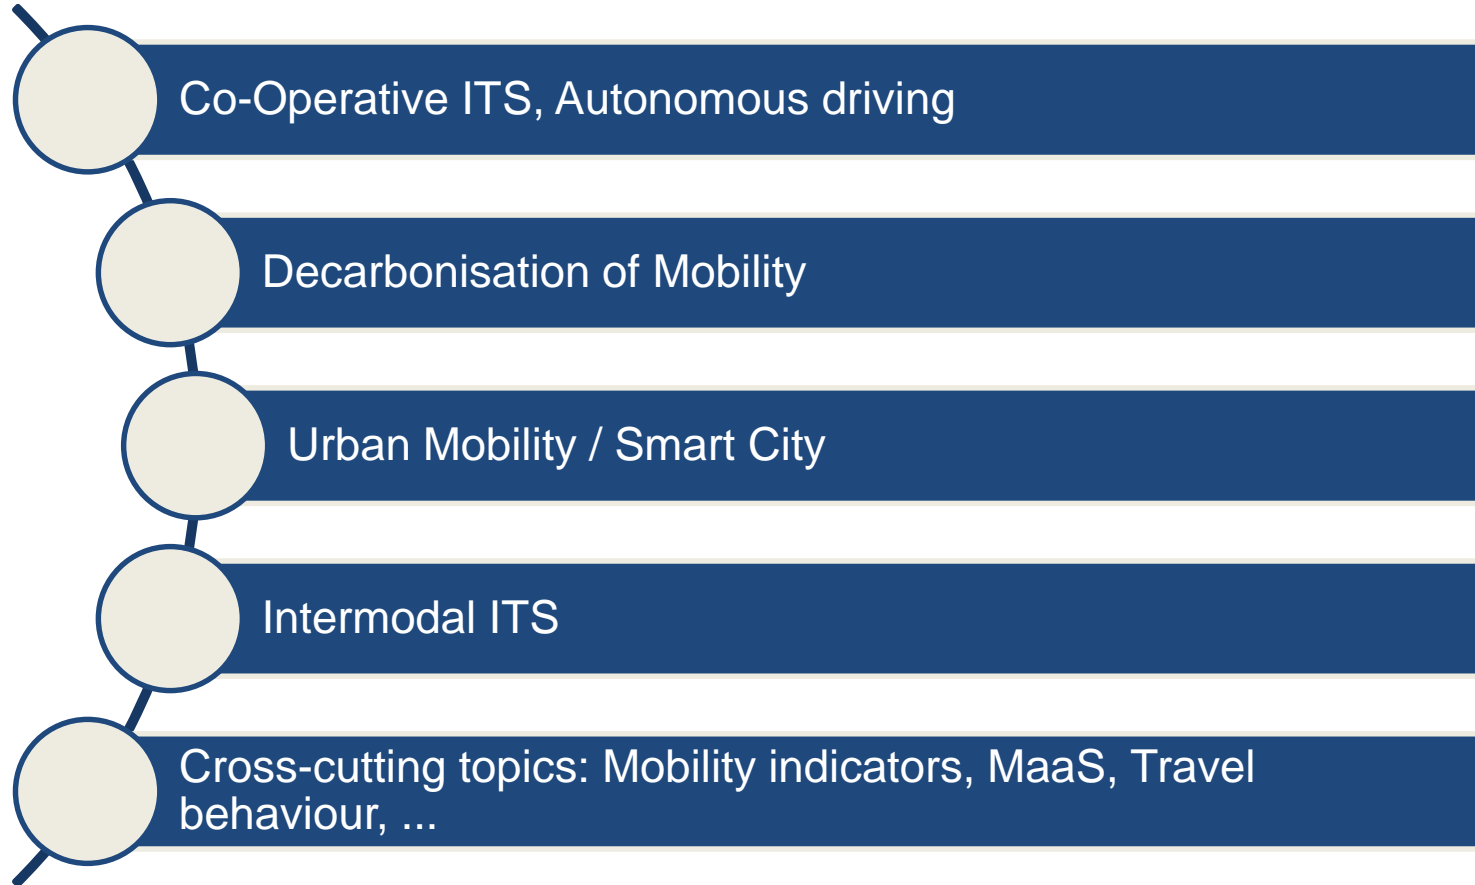 Co-Operative ITS, Autonomous driving
Decarbonisation of Mobility
Urban Mobility / Smart City
Intermodal ITS
Cross-cutting topics: Mobility indicators, MaaS, Travel
behaviour, ...